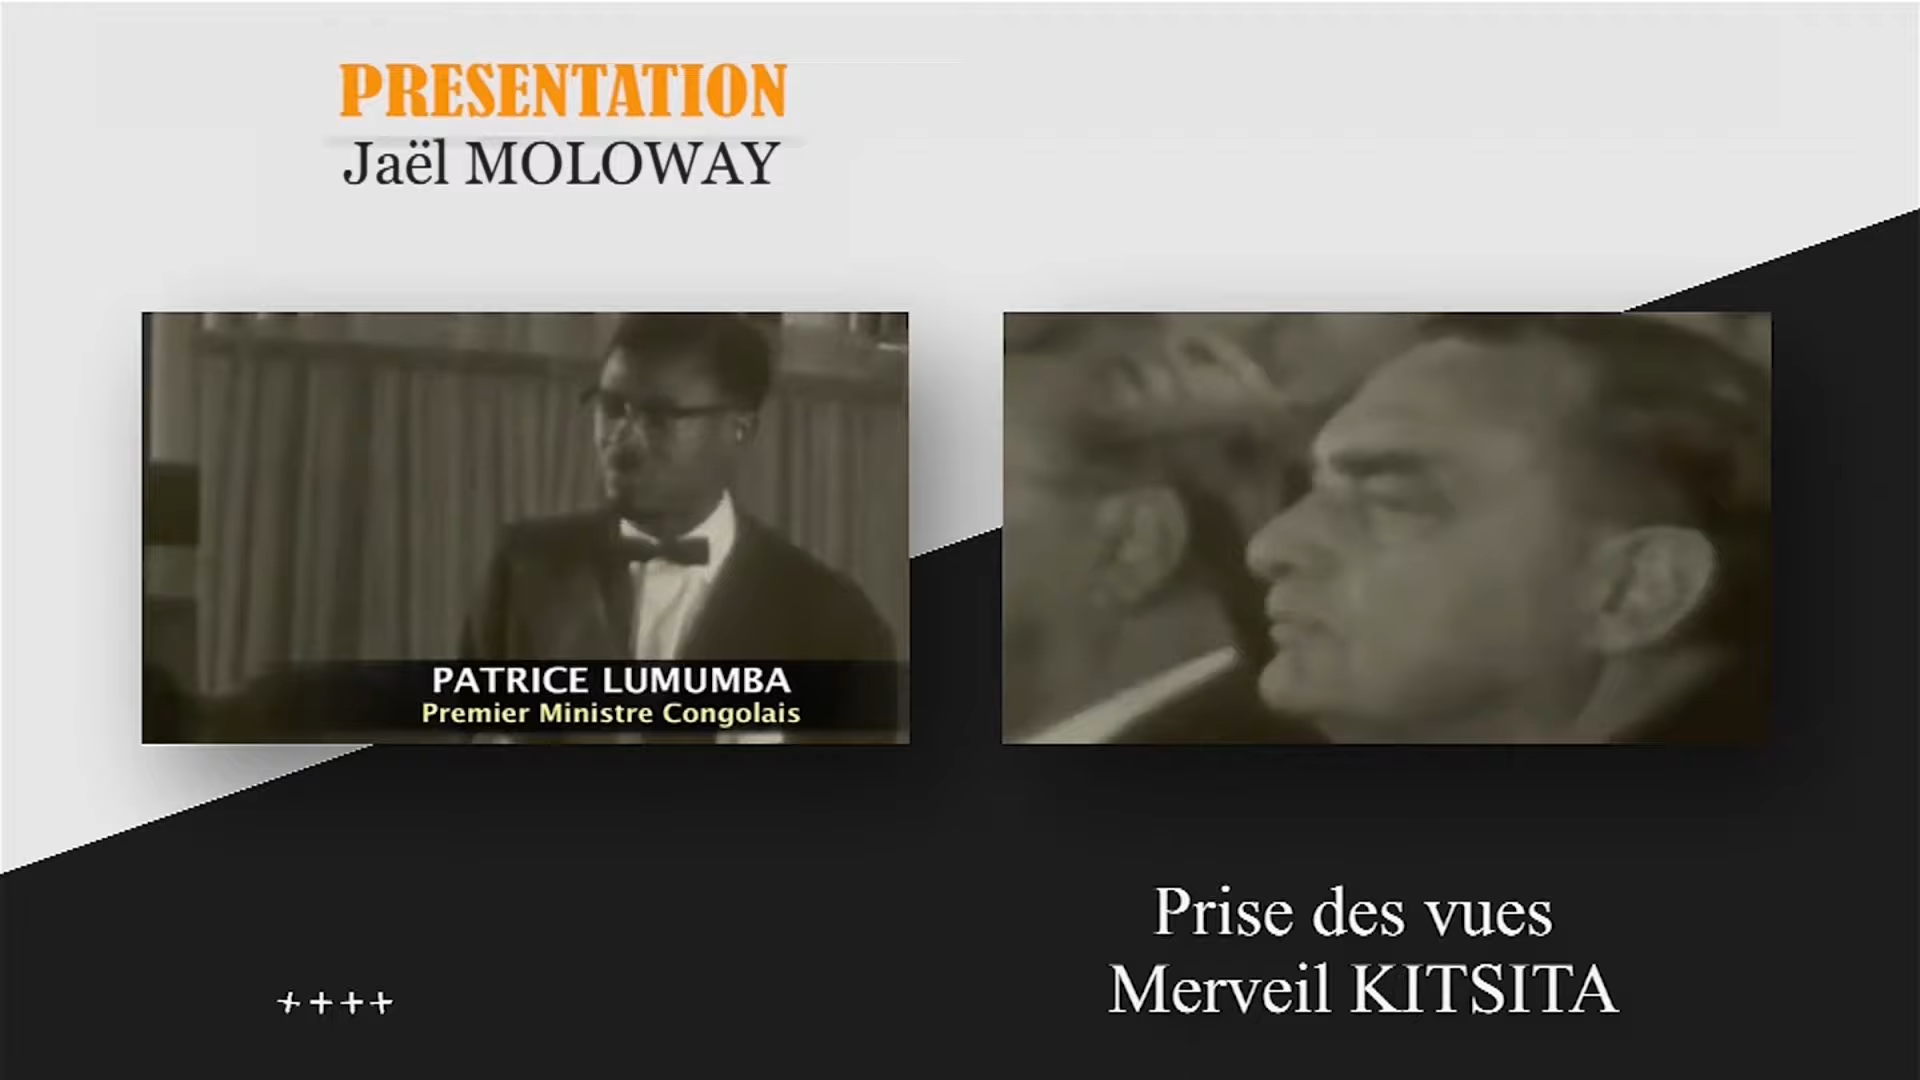 PRESENTATION
Jaël MOLOWAY
PATRICE LUMUMBA
Premier Ministre Congolais
Prise des vues
Merveil KITSITA
++++